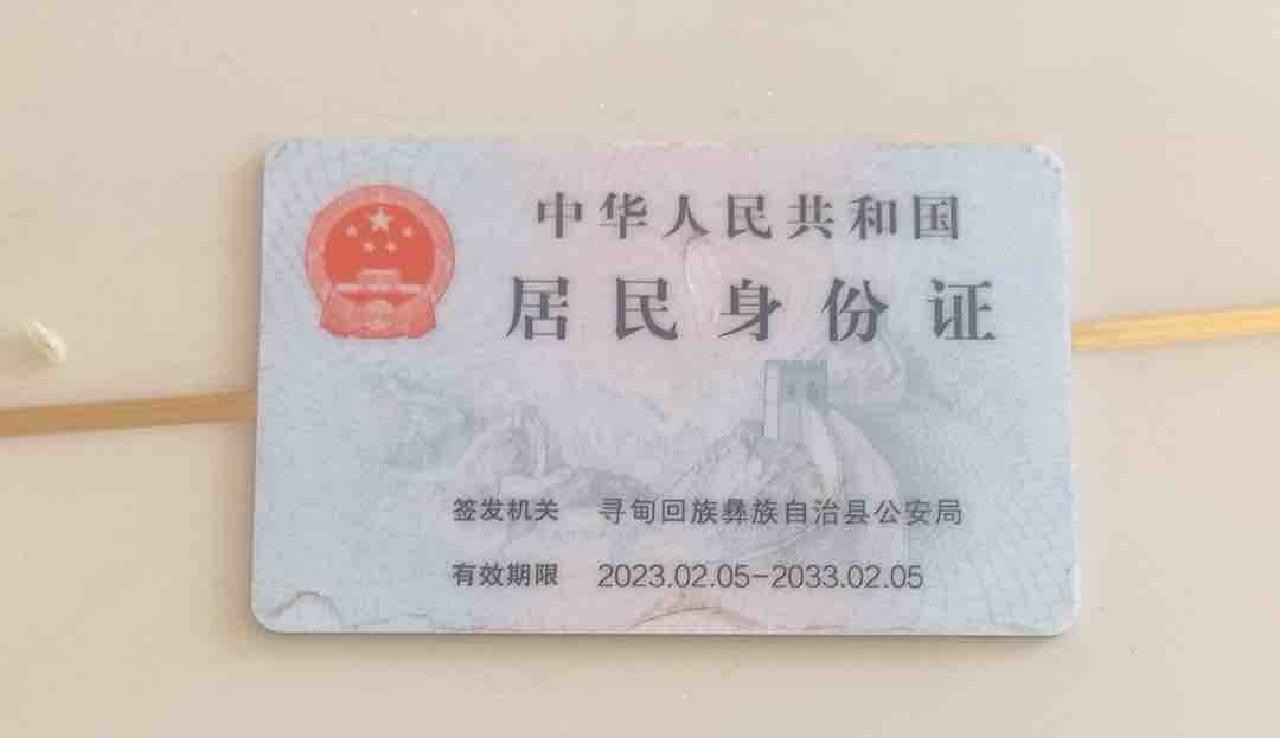 中华人民共和国
居民身份证
签发机关 寻甸回族彝族自治县公安局
有效期限 2023.02.05-2033.02.05